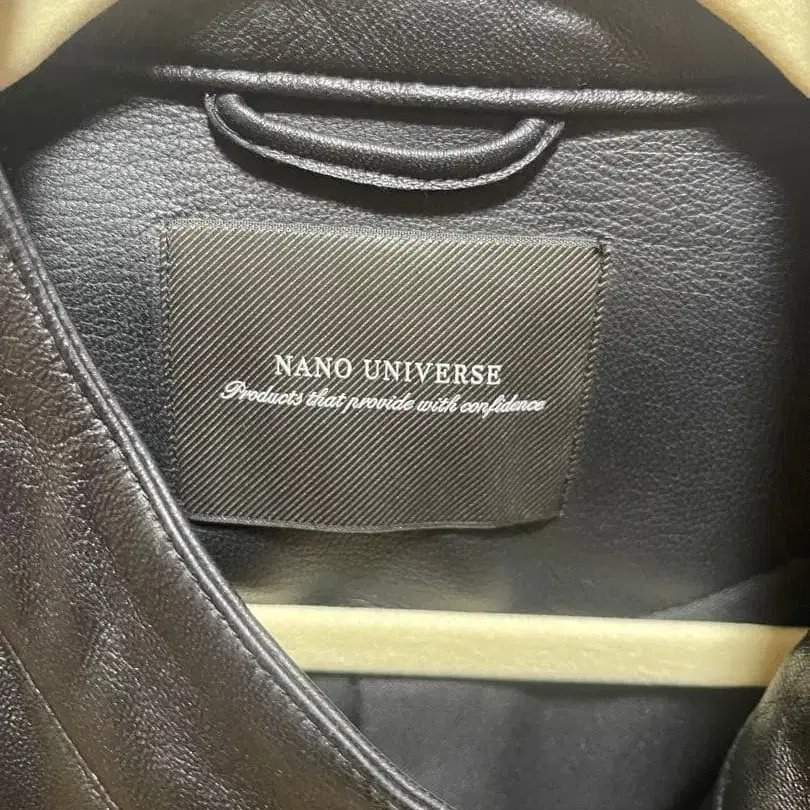 NANO UNIVERSE
Products that provide with confidence